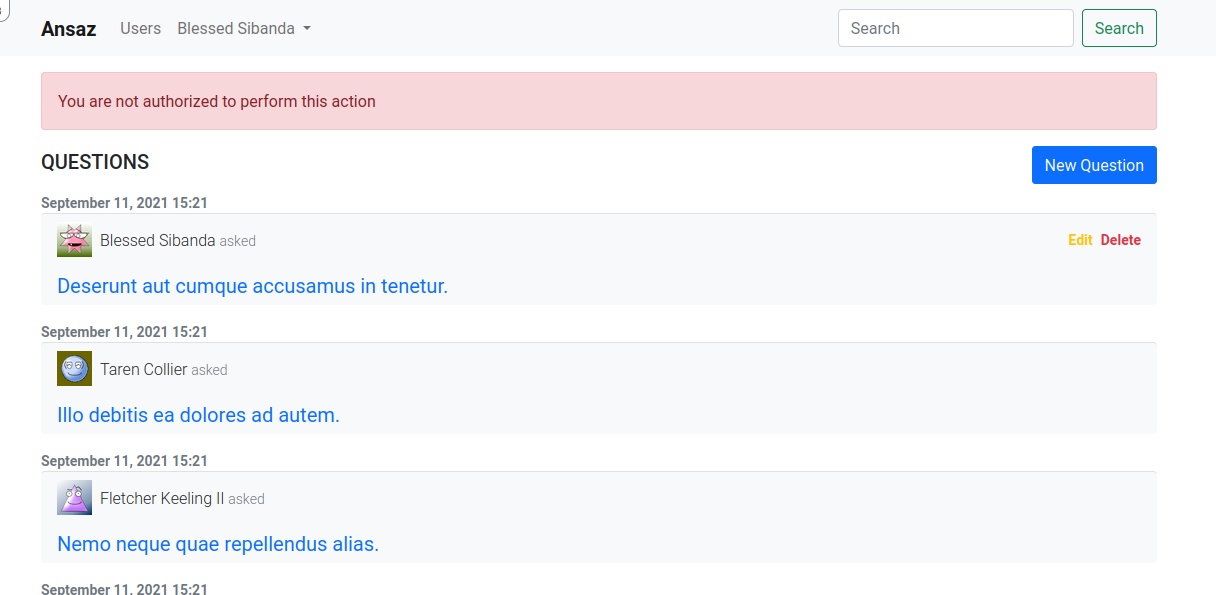 Ansaz Users Blessed Sibanda Search Search
You are not authorized to perform this action
QUESTIONS New Question
September 11, 2021 15:21
Blessed Sibanda asked Edit Delete
Deserunt aut cumque accusamus in tenetur.
September 11, 2021 15:21
Taren Collier asked
Illo debitis ea dolores ad autem.
September 11, 2021 15:21
Fletcher Keeling II asked
Nemo neque quae repellendus alias.
September 11, 2021 15:21